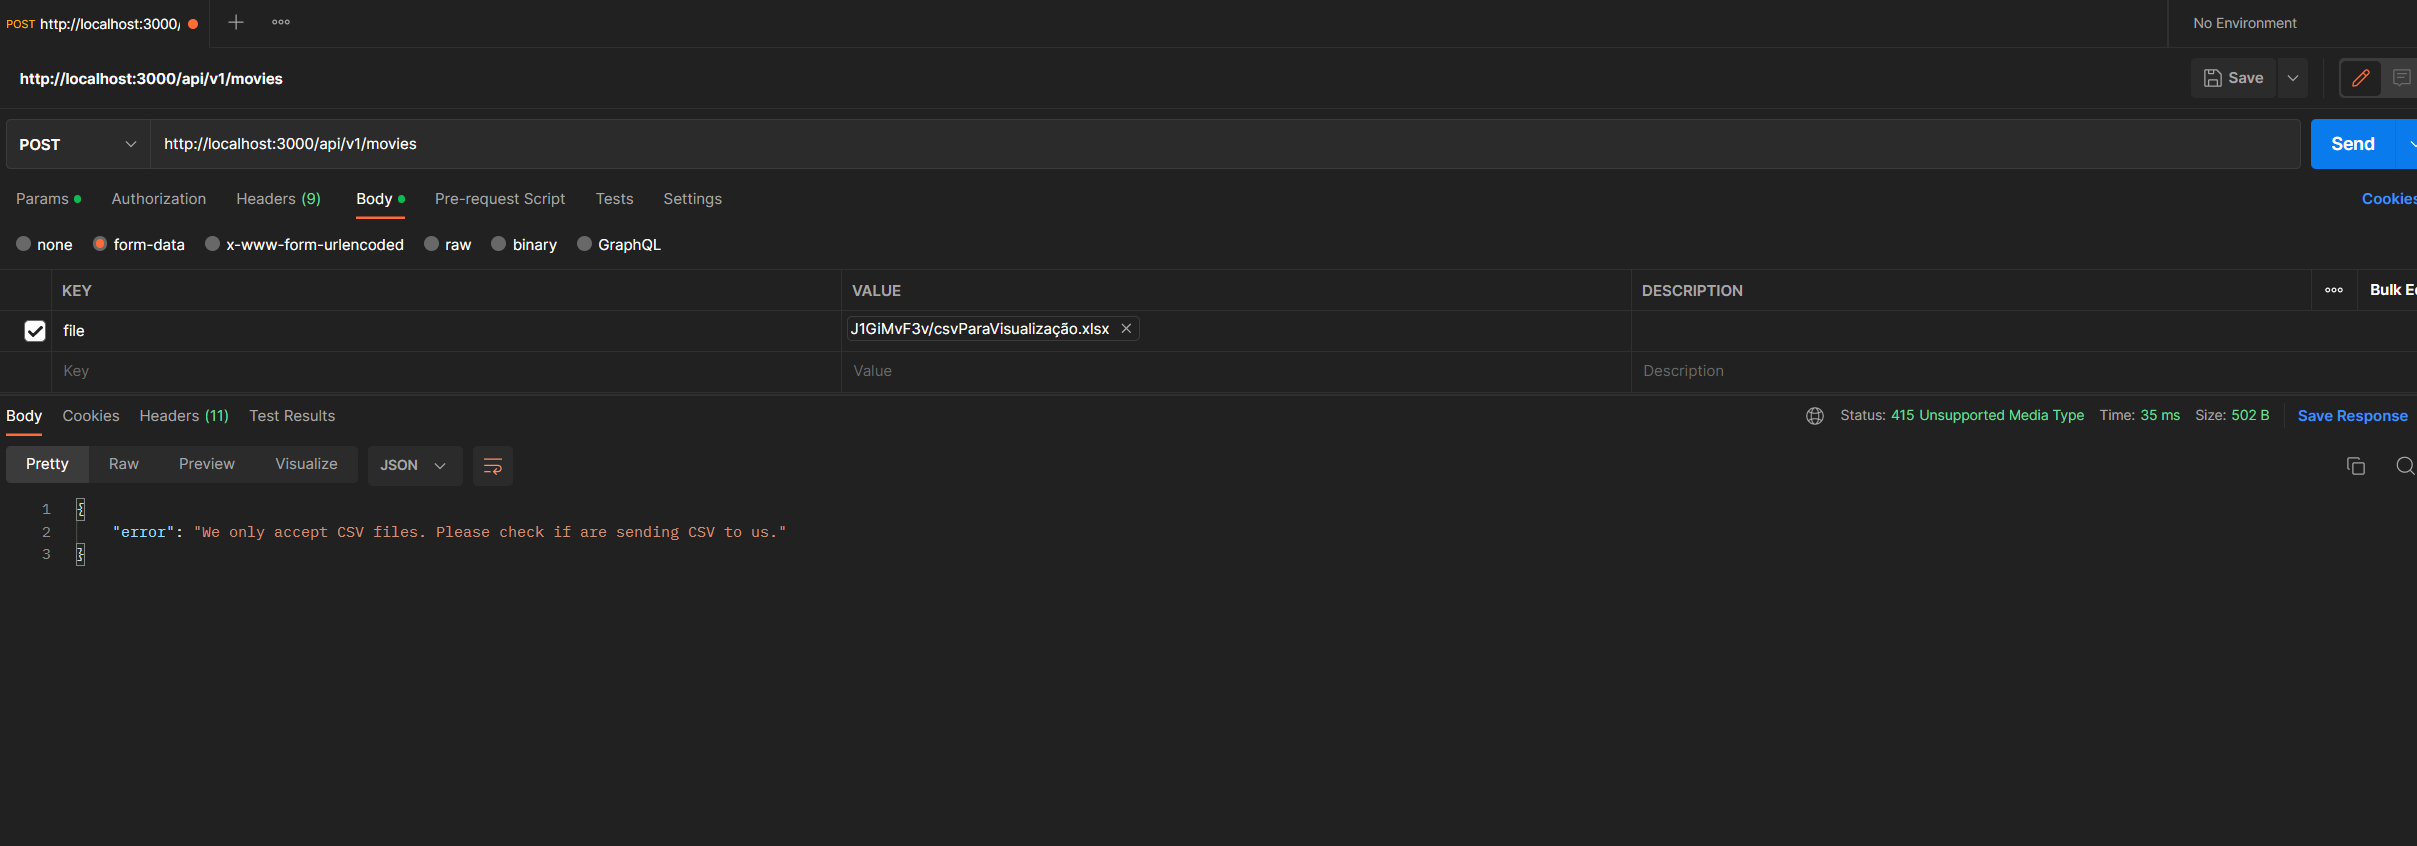 POST http://localhost:3000/
No Environment
http://localhost:3000/api/v1/movies
Save
POST http://localhost:3000/api/v1/movies
Send
Params Authorization Headers (9) Body Pre-request Script Tests Settings
Cookies
none form-data x-www-form-urlencoded raw binary GraphQL
KEY VALUE DESCRIPTION Bulk E
file J1GiMvF3v/csvParaVisualização.xlsx
Key Value Description
Body Cookies Headers (11) Test Results
Status: 415 Unsupported Media Type Time: 35 ms Size: 502 B Save Response
Pretty Raw Preview Visualize JSON
1 {
2 "error": "We only accept CSV files. Please check if are sending CSV to us."
3 }